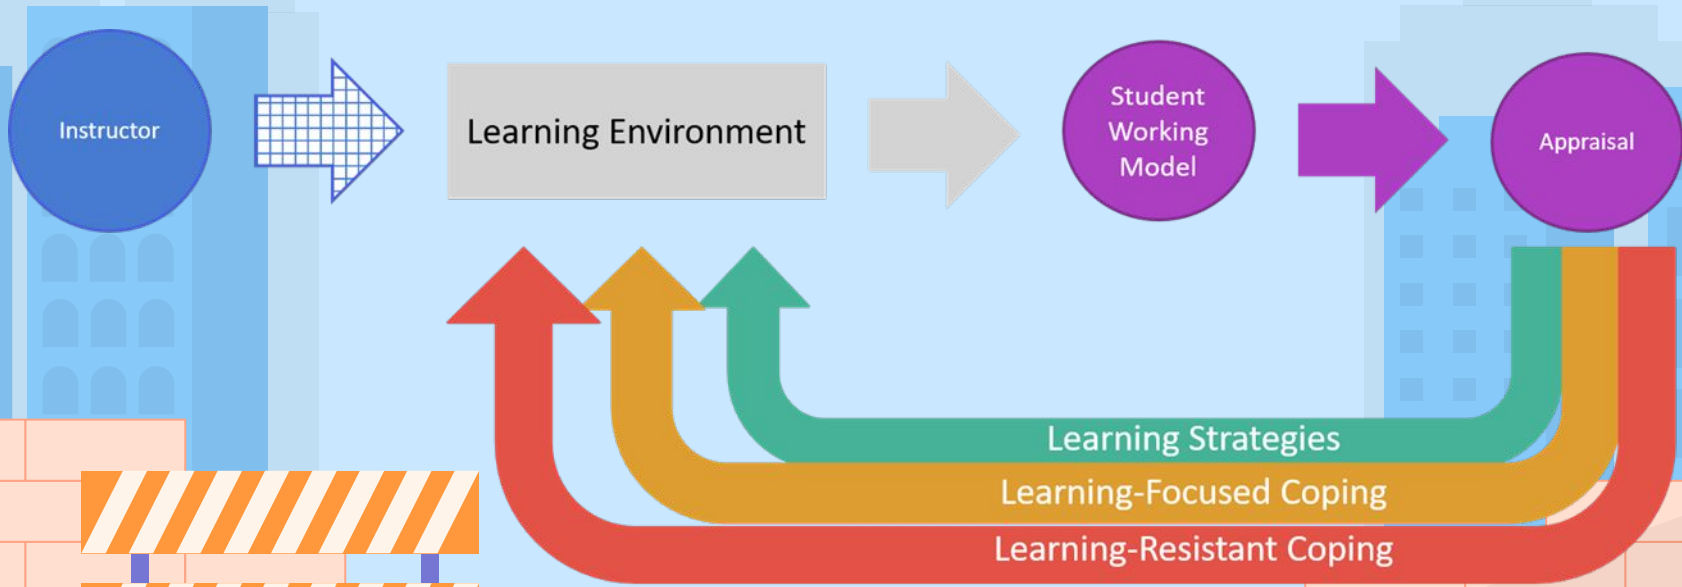 Instructor
Learning Environment
Student
Working
Model
Appraisal
Learning Strategies
Learning-Focused Coping
Learning-Resistant Coping